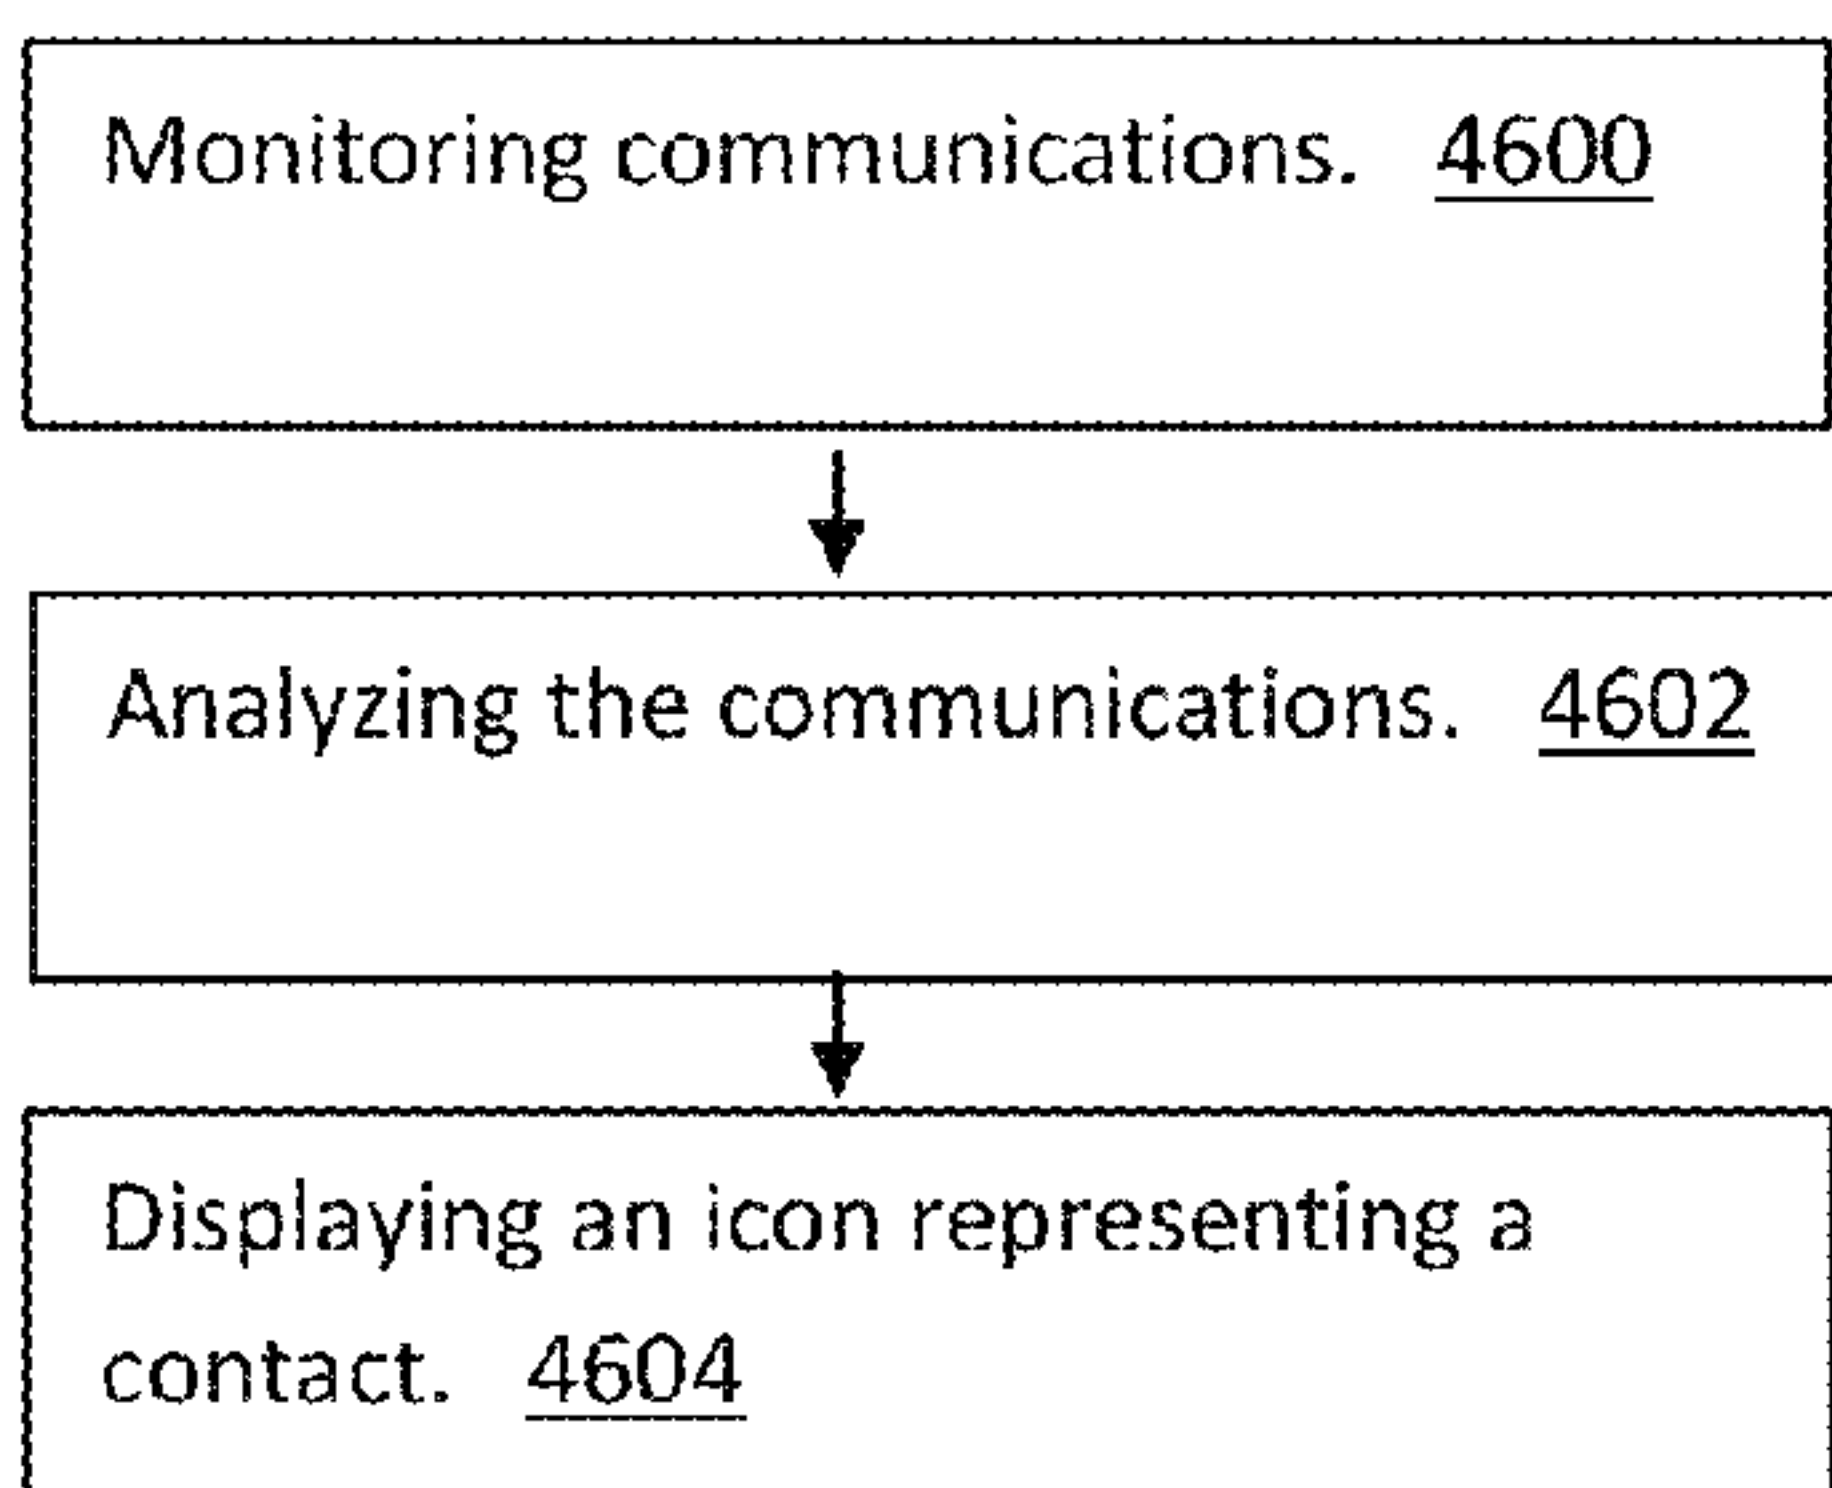 Monitoring communications. 4600
Analyzing the communications. 4602
Displaying an icon representing a
contact. 4604